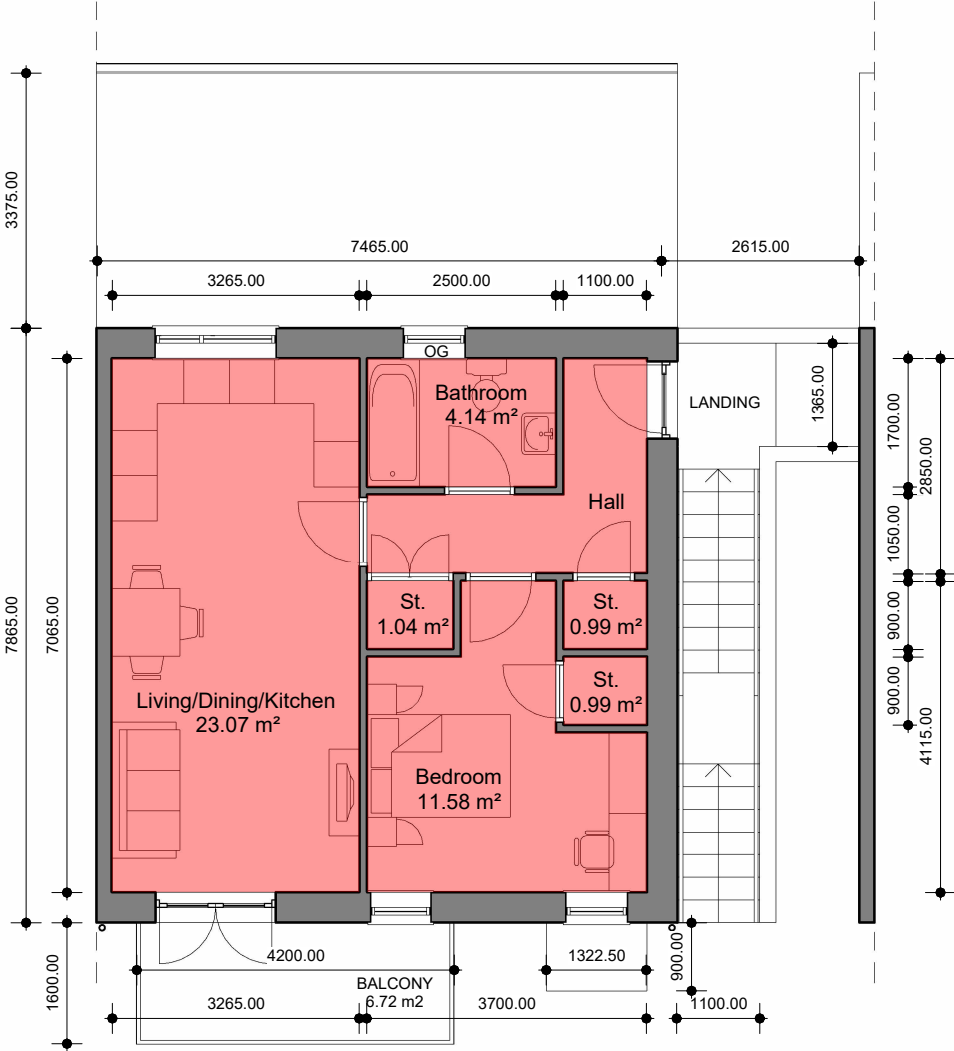 3375.00
7465.00
2615.00
3265.00
2500.00
1100.00
OG
Bathroom
4.14 m²
LANDING
1365.00
1700.00
2850.00
Hall
1050.00
7865.00
7065.00
St.
1.04 m²
St.
0.99 m²
900.00
St.
0.99 m²
900.00
4115.00
Living/Dining/Kitchen
23.07 m²
Bedroom
11.58 m²
4200.00
1322.50
900.00
1600.00
BALCONY
6.72 m2
3265.00
3700.00
1100.00